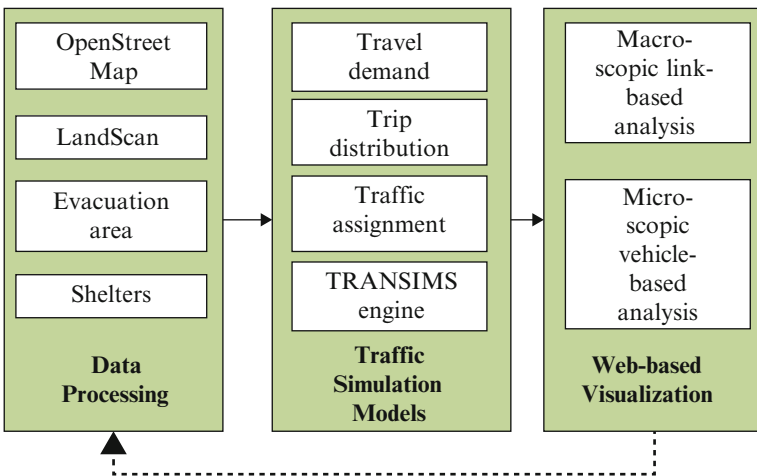 OpenStreet
Map
LandScan
Evacuation
area
Shelters
Data
Processing
Travel
demand
Trip
distribution
Traffic
assignment
TRANSIMS
engine
Traffic
Simulation
Models
Macro-
scopic link-
based
analysis
Micro-
scopic
vehicle-
based
analysis
Web-based
Visualization